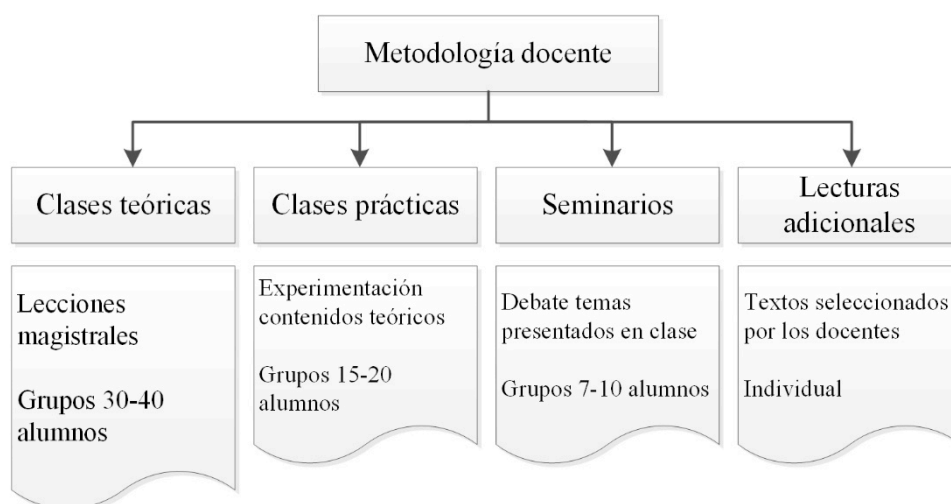 Metodología docente
Clases teóricas
Clases prácticas
Seminarios
Lecturas
adicionales
Lecciones
magistrales
Grupos 30-40
alumnos
Experimentación
contenidos teóricos
Grupos 15-20
alumnos
Debate temas
presentados en clase
Grupos 7-10 alumnos
Textos seleccionados
por los docentes
Individual